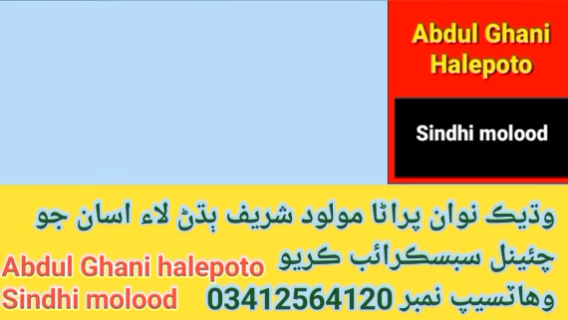 Abdul Ghani
Halepoto
Sindhi molood
وڌيڪ نوان پراڻا مولود شريف ٻڌڻ لاء اسان جو
چئينل سبسڪرائب ڪريو
Abdul Ghani halepoto
وهاٽسيپ نمبر 03412564120
Sindhi molood